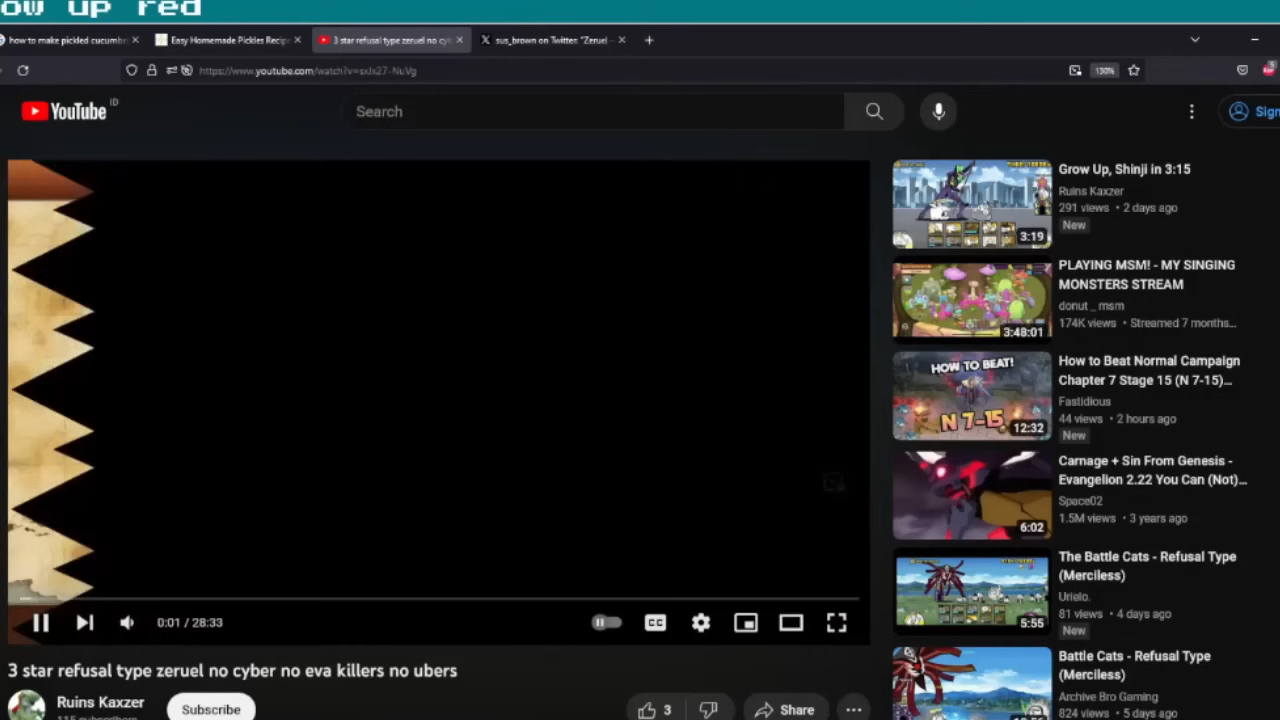 ow up red
how to make pickled cucumb
Easy Homemade Pickles Recipe
3 star refusal type zeruel no cy
sus_brown on Twitter: "Zeruel –
https://www.youtube.com/watch?v=sxJx27-NuVg
130%
YouTube ID
Search
Sign
Grow Up, Shinji in 3:15
Ruins Kaxzer
291 views • 2 days ago
New
3:19
PLAYING MSM! - MY SINGING
MONSTERS STREAM
donut_msm
174K views • Streamed 7 months...
3:48:01
HOW TO BEAT!
N 7-15
12:32
How to Beat Normal Campaign
Chapter 7 Stage 15 (N 7-15)...
Fastidious
44 views • 2 hours ago
New
Carnage + Sin From Genesis -
Evangelion 2.22 You Can (Not)...
Space02
1.5M views • 3 years ago
6:02
The Battle Cats - Refusal Type
(Merciless)
Urielo.
81 views • 4 days ago
New
5:55
Battle Cats - Refusal Type
(Merciless)
Archive Bro Gaming
824 views • 5 days ago
0:01 / 28:33
CC
3 star refusal type zeruel no cyber no eva killers no ubers
Ruins Kaxzer
Subscribe
3
Share